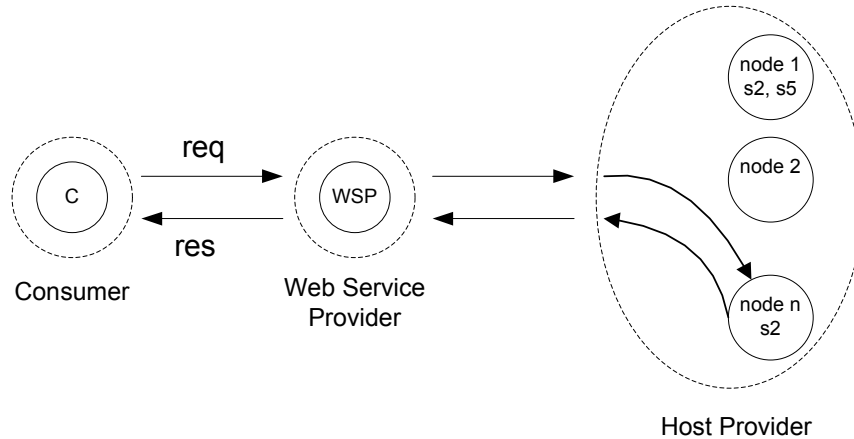 node 1
s2, s5
req
node 2
C
WSP
res
Consumer
Web Service
Provider
node n
s2
Host Provider